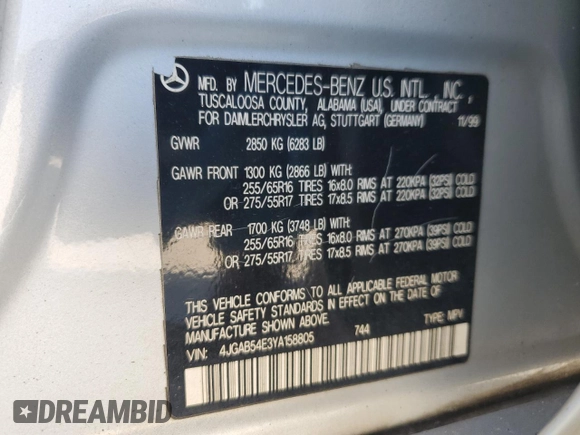 MFD. BY MERCEDES-BENZ U.S. INTL., INC.,
TUSCALOOSA COUNTY, ALABAMA (USA), UNDER CONTRACT
FOR DAIMLERCHRYSLER AG, STUTTGART (GERMANY) 11/99
GVWR 2850 KG (6283 LB)
GAWR FRONT 1300 KG (2866 LB) WITH:
255/65R16 TIRES 16x8.0 RIMS AT 220KPA (32PSI) COLD
OR 275/55R17 TIRES 17x8.5 RIMS AT 220KPA (32PSI) COLD
GAWR REAR 1700 KG (3748 LB) WITH:
255/65R16 TIRES 16x8.0 RIMS AT 270KPA (39PSI) COLD
OR 275/55R17 TIRES 17x8.5 RIMS AT 270KPA (39PSI) COLD
THIS VEHICLE CONFORMS TO ALL APPLICABLE FEDERAL MOTOR
VEHICLE SAFETY STANDARDS IN EFFECT ON THE DATE OF
MANUFACTURE SHOWN ABOVE.
VIN: 4JGAB54E3YA158805 744 TYPE: MPV
DREAMBID